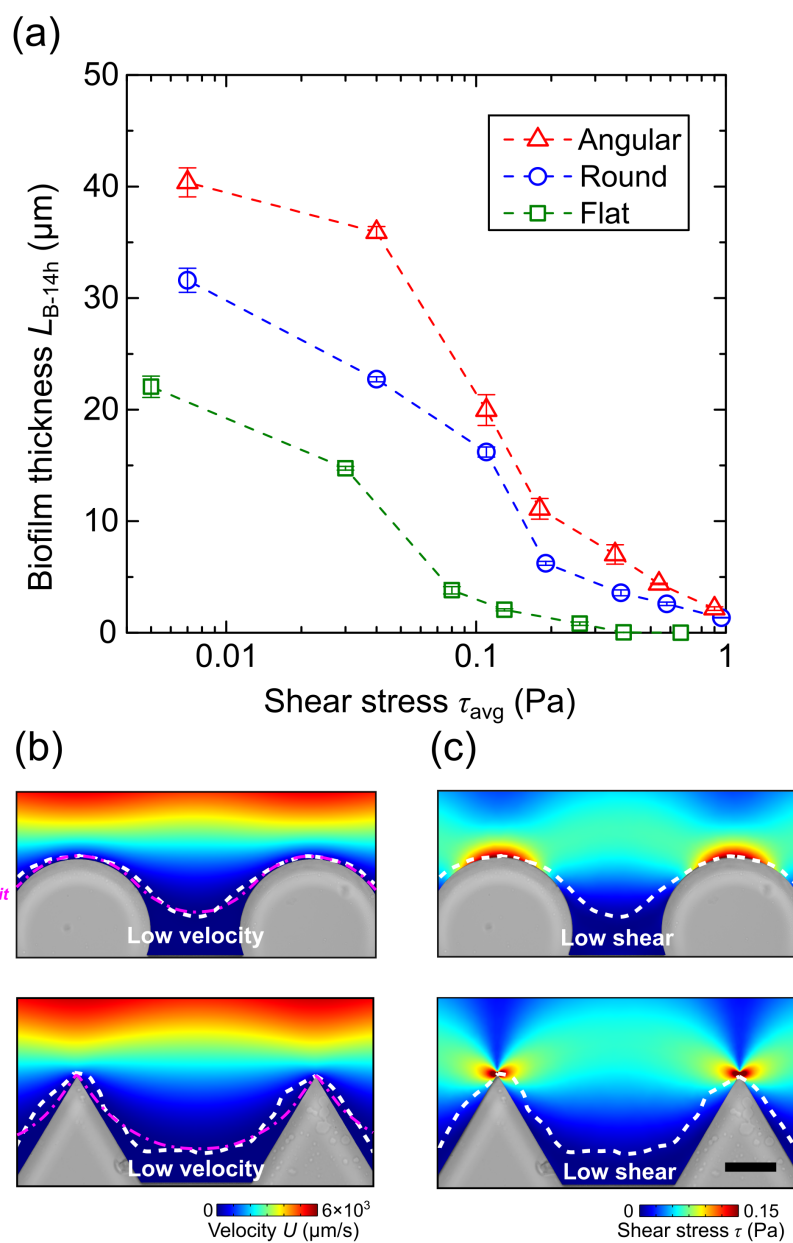 (a)
50
40
30
20
10
0
Biofilm thickness L_B-14h (μm)
Angular
Round
Flat
0.01
0.1
1
Shear stress τ_avg (Pa)
(b)
(c)
it
Low velocity
Low shear
Low velocity
Low shear
0
6×10³
Velocity U (μm/s)
0
0.15
Shear stress τ (Pa)